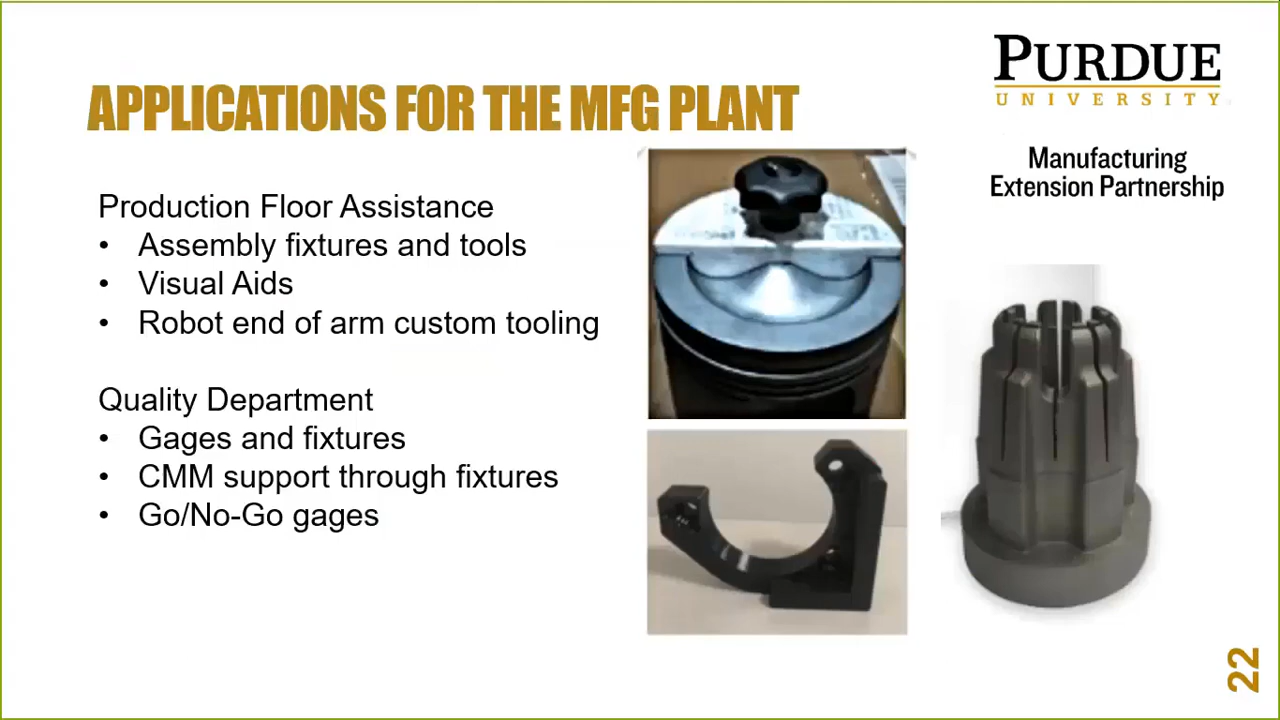 PURDUE
UNIVERSITY
Manufacturing
Extension Partnership
APPLICATIONS FOR THE MFG PLANT
Production Floor Assistance
• Assembly fixtures and tools
• Visual Aids
• Robot end of arm custom tooling
Quality Department
• Gages and fixtures
• CMM support through fixtures
• Go/No-Go gages
22